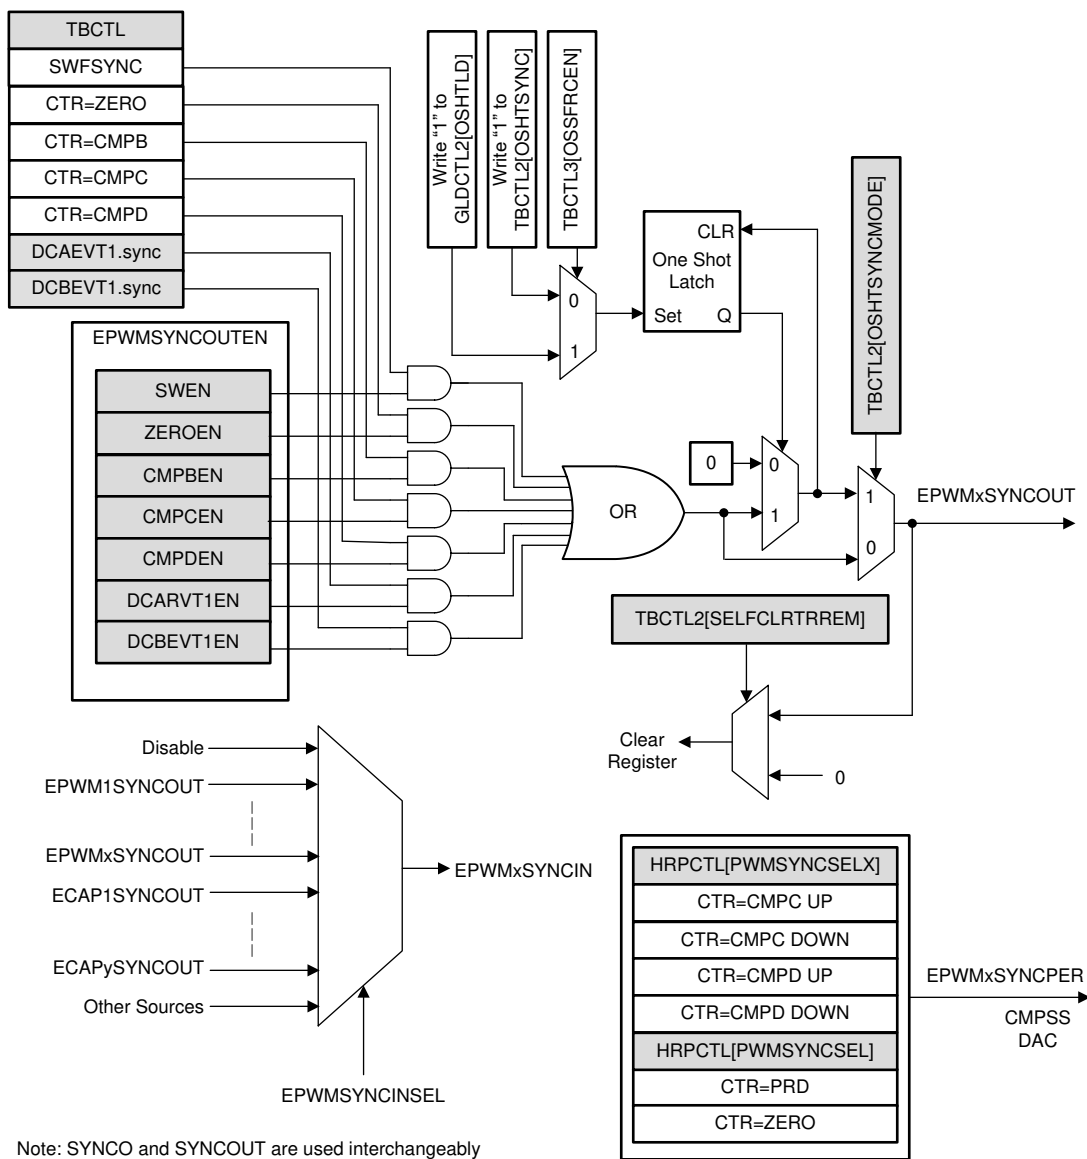 TBCTL
SWFSYNC
CTR=ZERO
CTR=CMPB
CTR=CMPC
CTR=CMPD
DCAEVT1.sync
DCBEVT1.sync
Write “1” to
GLDCTL2[OSHTLD]
Write “1” to
TBCTL2[OSHTSYNC]
TBCTL3[OSSFRCEN]
0
1
CLR
One Shot
Latch
Set Q
TBCTL2[OSHTSYNCMODE]
EPWMSYNCOUTEN
SWEN
ZEROEN
CMPBEN
CMPCEN
CMPDEN
DCARVT1EN
DCBEVT1EN
OR
0
0
1
1
0
EPWMxSYNCOUT
TBCTL2[SELFCLRTRREM]
Clear
Register
0
Disable
EPWM1SYNCOUT
EPWMxSYNCOUT
ECAP1SYNCOUT
ECAPySYNCOUT
Other Sources
EPWMxSYNCIN
EPWMSYNCINSEL
HRPCTL[PWMSYNCSELX]
CTR=CMPC UP
CTR=CMPC DOWN
CTR=CMPD UP
CTR=CMPD DOWN
HRPCTL[PWMSYNCSEL]
CTR=PRD
CTR=ZERO
EPWMxSYNCPER
CMPSS
DAC
Note: SYNCO and SYNCOUT are used interchangeably